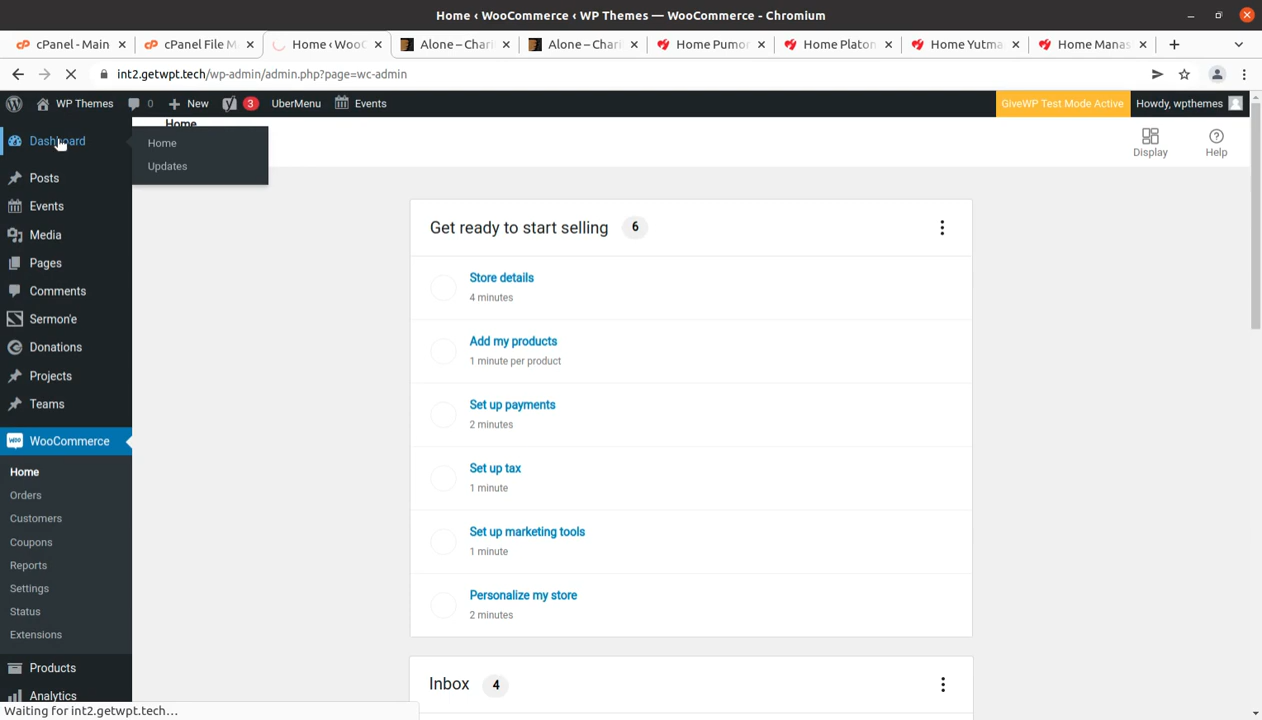 Home ‹ WooCommerce ‹ WP Themes — WooCommerce - Chromium
cPanel - Main
cPanel File M
Home ‹ WooC
Alone – Chari
Alone – Chari
Home Pumor
Home Platon
Home Yutma
Home Manas
int2.getwpt.tech/wp-admin/admin.php?page=wc-admin
WP Themes 0 New 3 UberMenu Events GiveWP Test Mode Active Howdy, wpthemes
Home
Display
Help
Dashboard
Home
Updates
Posts
Events
Media
Pages
Comments
Sermon'e
Donations
Projects
Teams
WooCommerce
Home
Orders
Customers
Coupons
Reports
Settings
Status
Extensions
Products
Analytics
Get ready to start selling 6
Store details
4 minutes
Add my products
1 minute per product
Set up payments
2 minutes
Set up tax
1 minute
Set up marketing tools
1 minute
Personalize my store
2 minutes
Inbox 4
Waiting for int2.getwpt.tech...